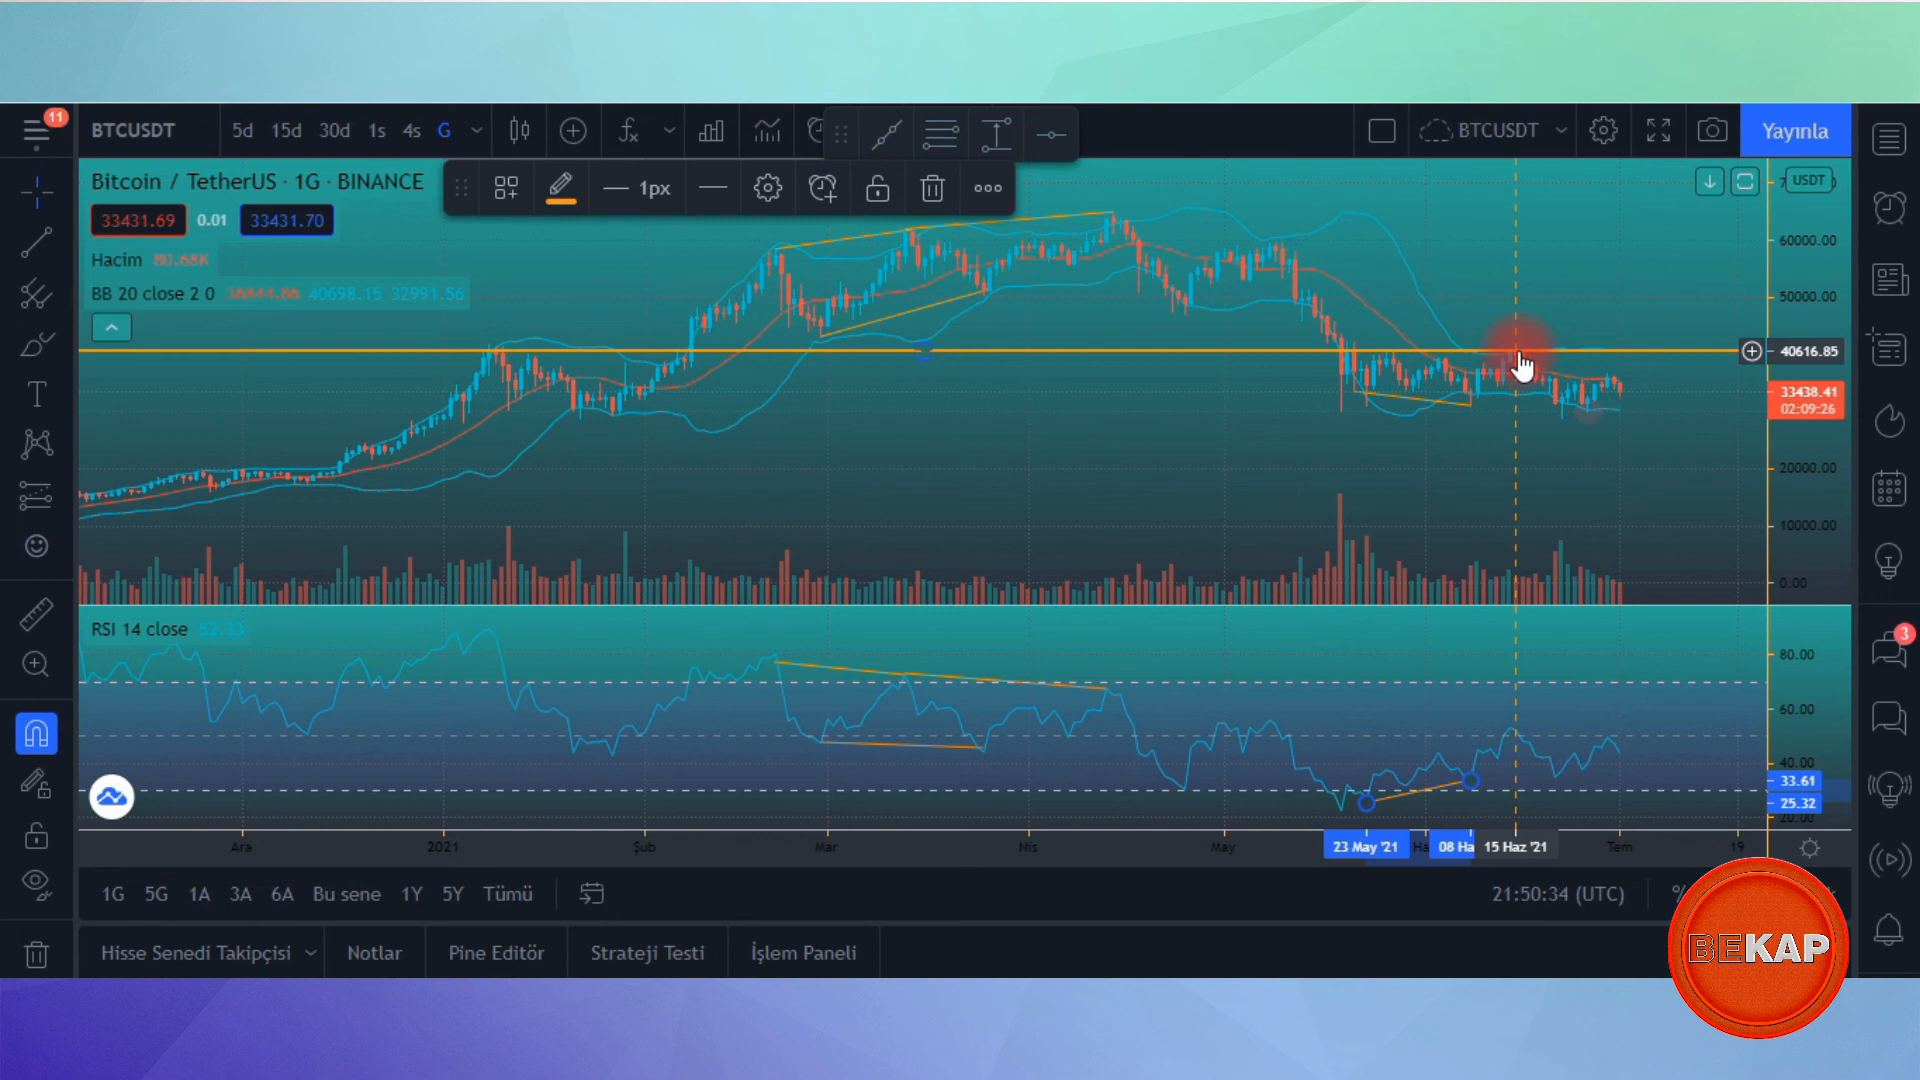 11
BTCUSDT 5d 15d 30d 1s 4s G BTCUSDT Yayınla
Bitcoin / TetherUS · 1G · BINANCE
1px
USDT
33431.69 0.01 33431.70
Hacim 80.68K
BB 20 close 2 0 40698.15 32991.56
60000.00
50000.00
40616.85
33438.41
02:09:26
20000.00
10000.00
0.00
RSI 14 close 52.33
80.00
60.00
40.00
33.61
25.32
20.00
3
Ara 2021 Şub Mar Nis May 23 May '21 Ha 08 Ha 15 Haz '21 Tem 19
1G 5G 1A 3A 6A Bu sene 1Y 5Y Tümü 21:50:34 (UTC) %
Hisse Senedi Takipçisi Notlar Pine Editör Strateji Testi İşlem Paneli
BEKAP